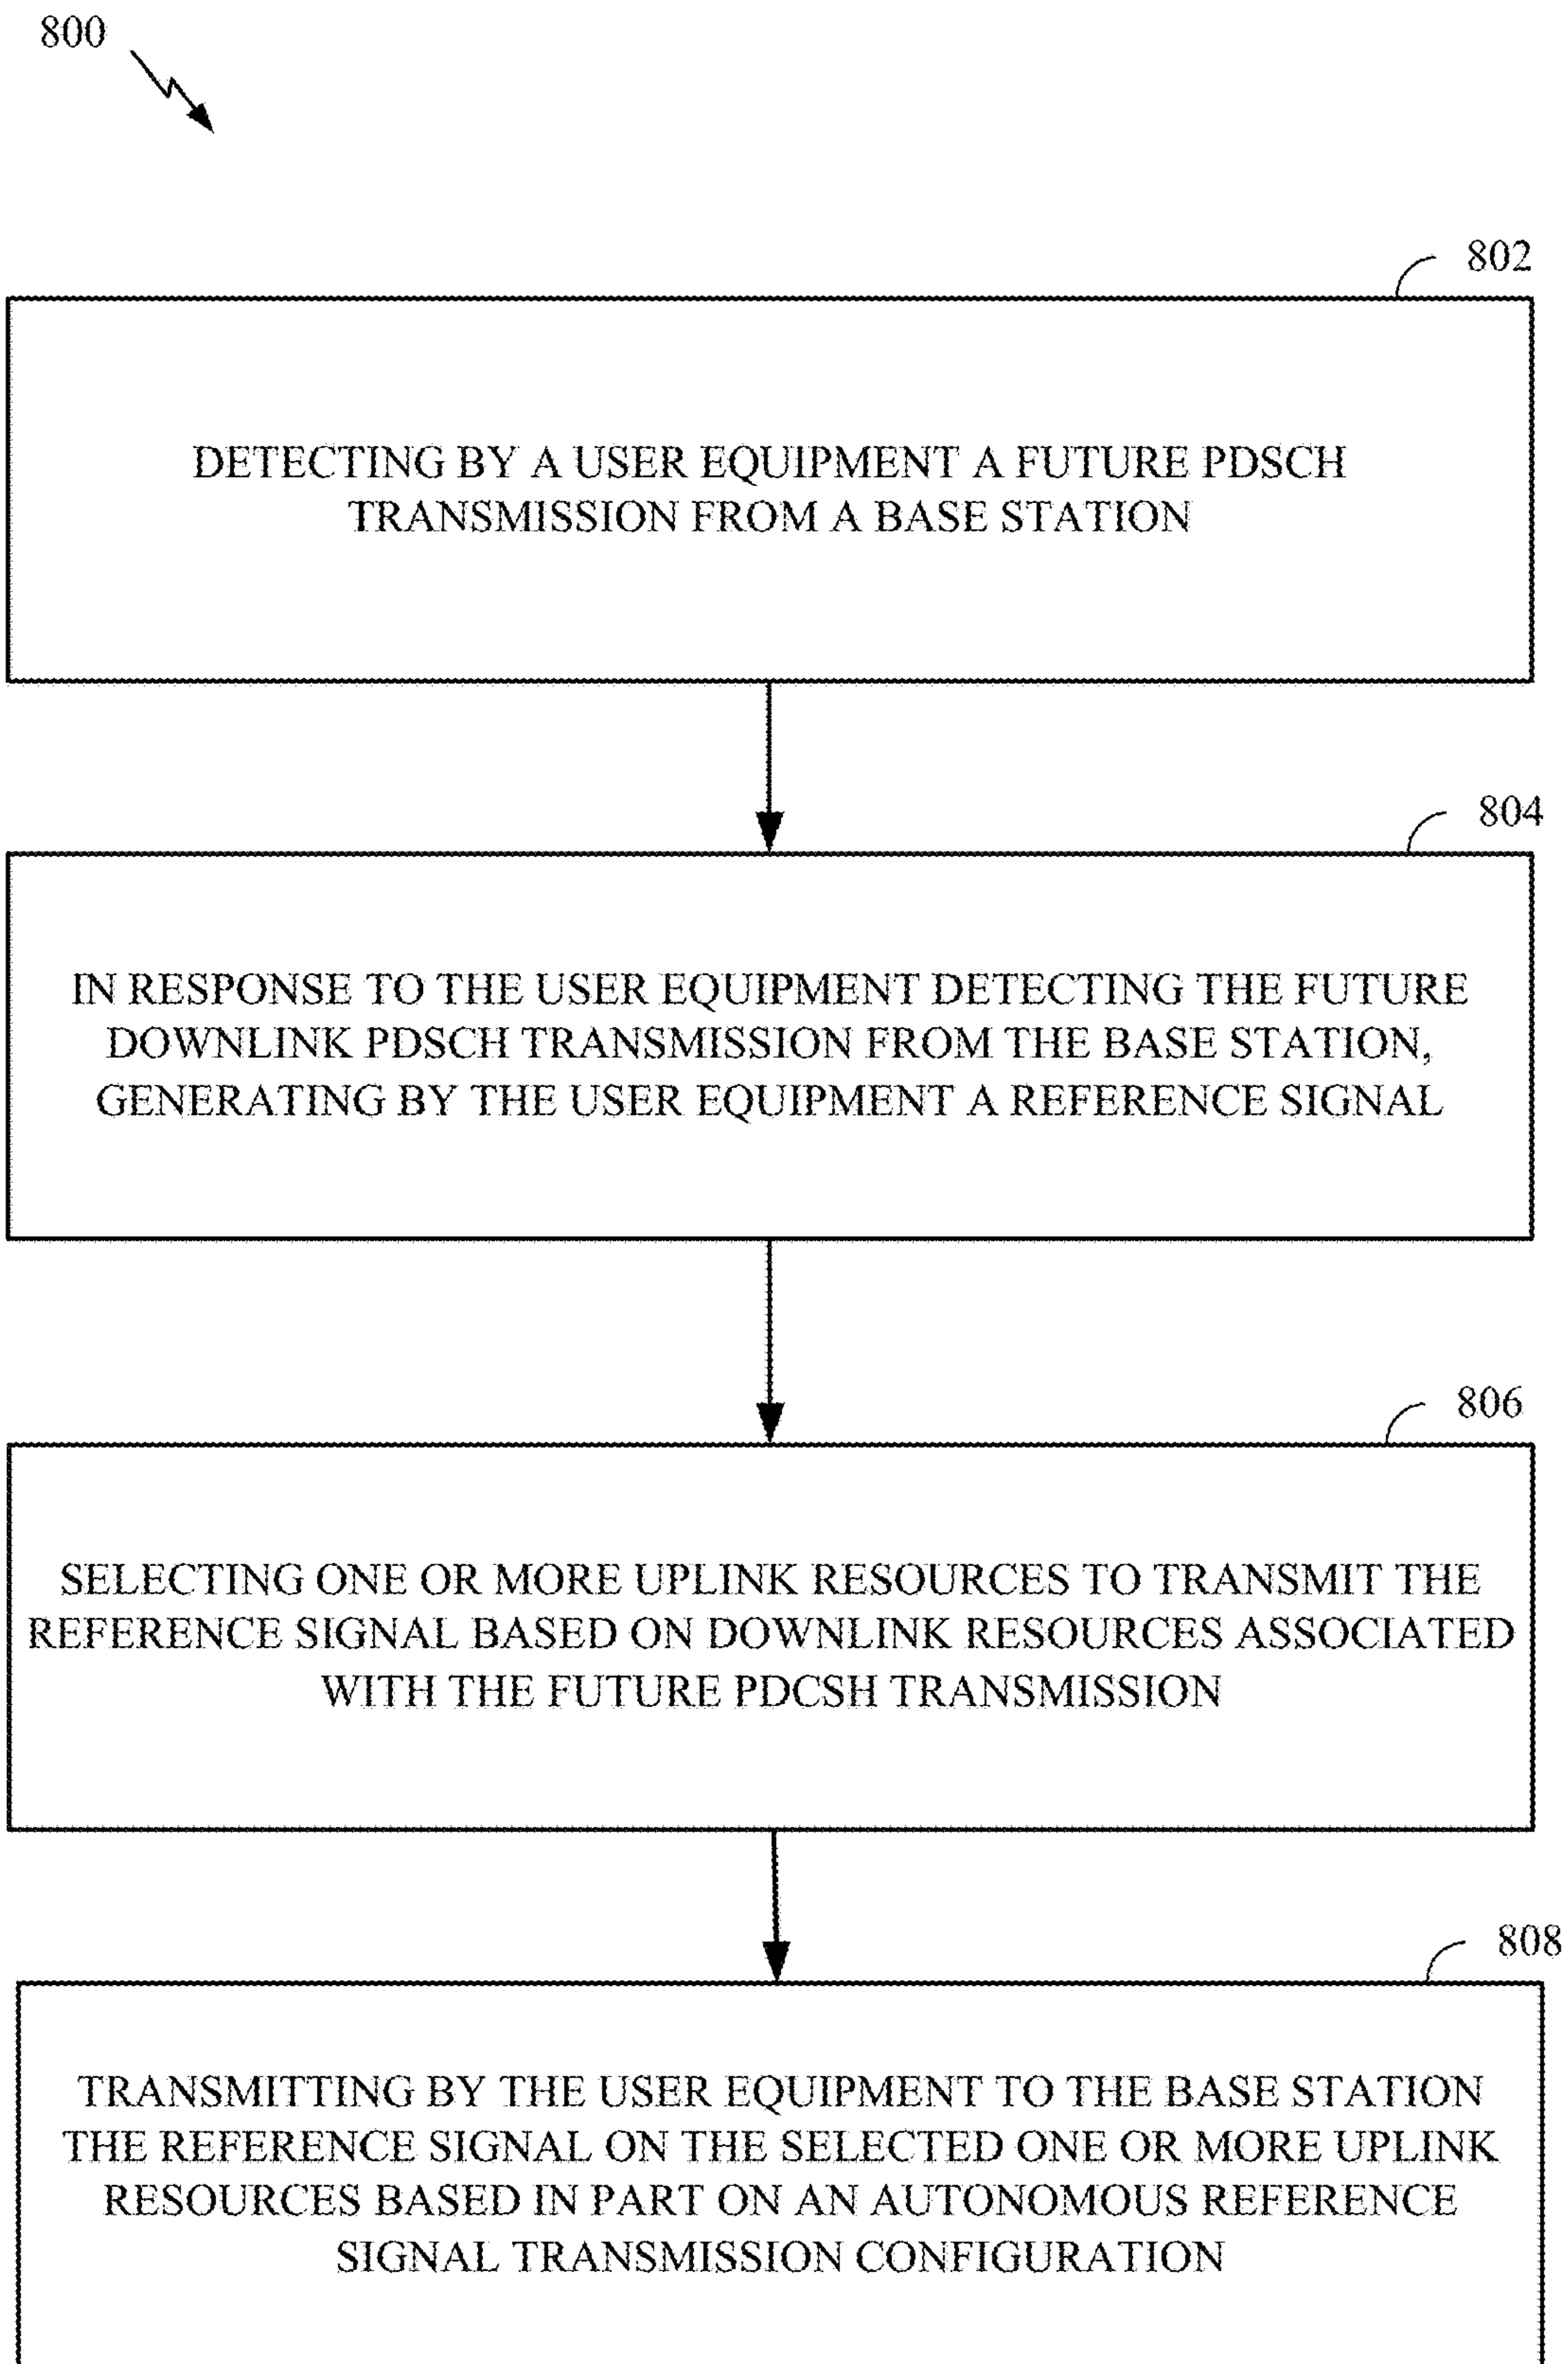 800
802
DETECTING BY A USER EQUIPMENT A FUTURE PDSCH
TRANSMISSION FROM A BASE STATION
804
IN RESPONSE TO THE USER EQUIPMENT DETECTING THE FUTURE
DOWNLINK PDSCH TRANSMISSION FROM THE BASE STATION,
GENERATING BY THE USER EQUIPMENT A REFERENCE SIGNAL
806
SELECTING ONE OR MORE UPLINK RESOURCES TO TRANSMIT THE
REFERENCE SIGNAL BASED ON DOWNLINK RESOURCES ASSOCIATED
WITH THE FUTURE PDCSH TRANSMISSION
808
TRANSMITTING BY THE USER EQUIPMENT TO THE BASE STATION
THE REFERENCE SIGNAL ON THE SELECTED ONE OR MORE UPLINK
RESOURCES BASED IN PART ON AN AUTONOMOUS REFERENCE
SIGNAL TRANSMISSION CONFIGURATION